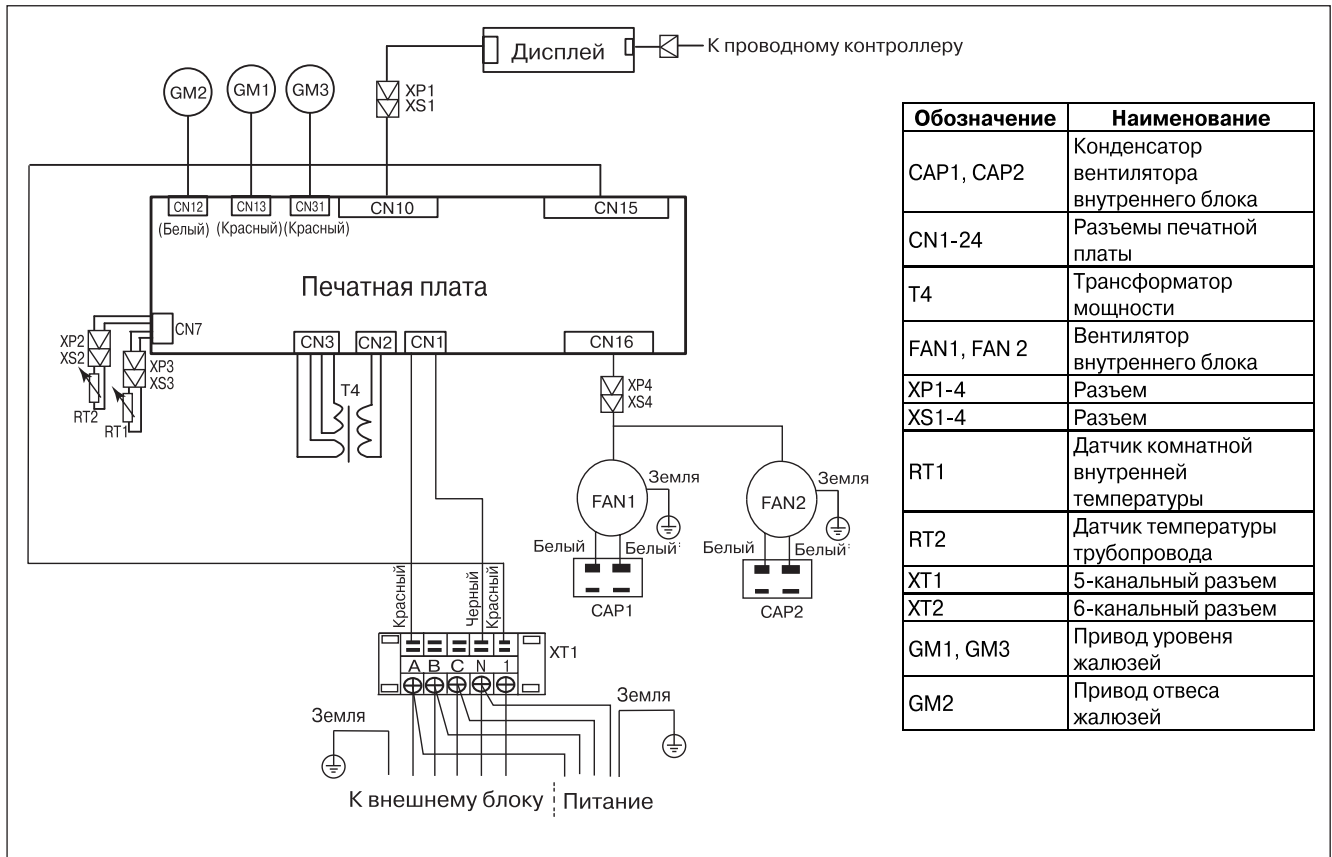 Дисплей
К проводному контроллеру
GM2
GM1
GM3
XP1
XS1
CN12
CN13
CN31
CN10
CN15
(Белый)
(Красный)
(Красный)
Печатная плата
CN7
XP2
XS2
XP3
XS3
RT2
RT1
CN3
CN2
CN1
CN16
T4
XP4
XS4
FAN1
Земля
FAN2
Земля
Белый
Белый
Белый
Белый
CAP1
CAP2
Красный
Черный
Красный
XT1
A B C N 1
Земля
Земля
К внешнему блоку
Питание
Обозначение Наименование
CAP1, CAP2
Конденсатор
вентилятора
внутреннего блока
CN1-24
Разъемы печатной
платы
T4
Трансформатор
мощности
FAN1, FAN 2
Вентилятор
внутреннего блока
XP1-4 Разъем
XS1-4 Разъем
RT1
Датчик комнатной
внутренней
температуры
RT2
Датчик температуры
трубопровода
XT1 5-канальный разъем
XT2 6-канальный разъем
GM1, GM3
Привод уровеня
жалюзей
GM2
Привод отвеса
жалюзей